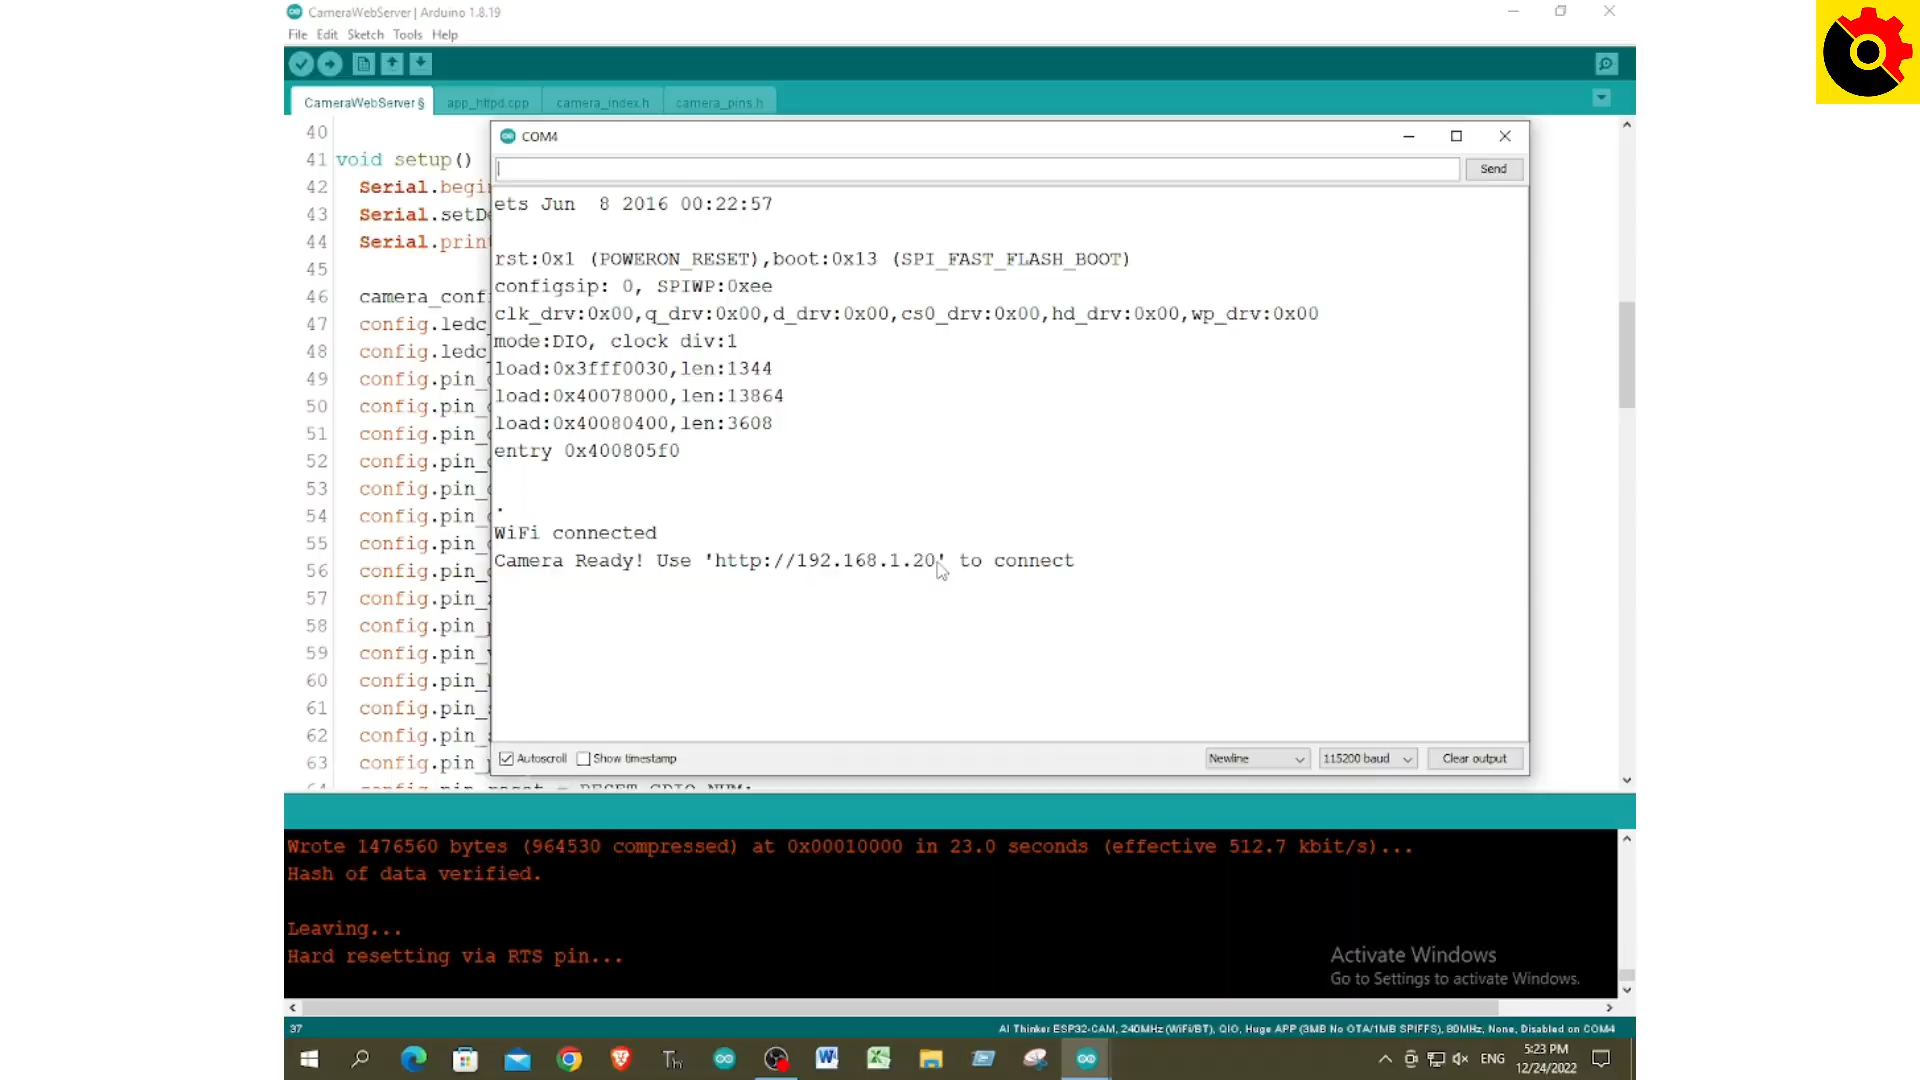 CameraWebServer | Arduino 1.8.19
File Edit Sketch Tools Help
CameraWebServer § app_httpd.cpp camera_index.h camera_pins.h
COM4
Send
40
41 void setup()
42 Serial.begi
43 Serial.setD
44 Serial.prin
45
46 camera_conf
47 config.ledc
48 config.ledc
49 config.pin_
50 config.pin_
51 config.pin_
52 config.pin_
53 config.pin_
54 config.pin_
55 config.pin_
56 config.pin_
57 config.pin_
58 config.pin_
59 config.pin_
60 config.pin_
61 config.pin_
62 config.pin_
63 config.pin_
64 config.pin_reset = RESET_GPIO_NUM;
ets Jun  8 2016 00:22:57
rst:0x1 (POWERON_RESET),boot:0x13 (SPI_FAST_FLASH_BOOT)
configsip: 0, SPIWP:0xee
clk_drv:0x00,q_drv:0x00,d_drv:0x00,cs0_drv:0x00,hd_drv:0x00,wp_drv:0x00
mode:DIO, clock div:1
load:0x3fff0030,len:1344
load:0x40078000,len:13864
load:0x40080400,len:3608
entry 0x400805f0
.
WiFi connected
Camera Ready! Use 'http://192.168.1.20' to connect
Autoscroll Show timestamp Newline 115200 baud Clear output
Wrote 1476560 bytes (964530 compressed) at 0x00010000 in 23.0 seconds (effective 512.7 kbit/s)...
Hash of data verified.
Leaving...
Hard resetting via RTS pin...
Activate Windows
Go to Settings to activate Windows.
37 AI Thinker ESP32-CAM, 240MHz (WiFi/BT), QIO, Huge APP (3MB No OTA/1MB SPIFFS), 80MHz, None, Disabled on COM4
ENG 5:23 PM
12/24/2022